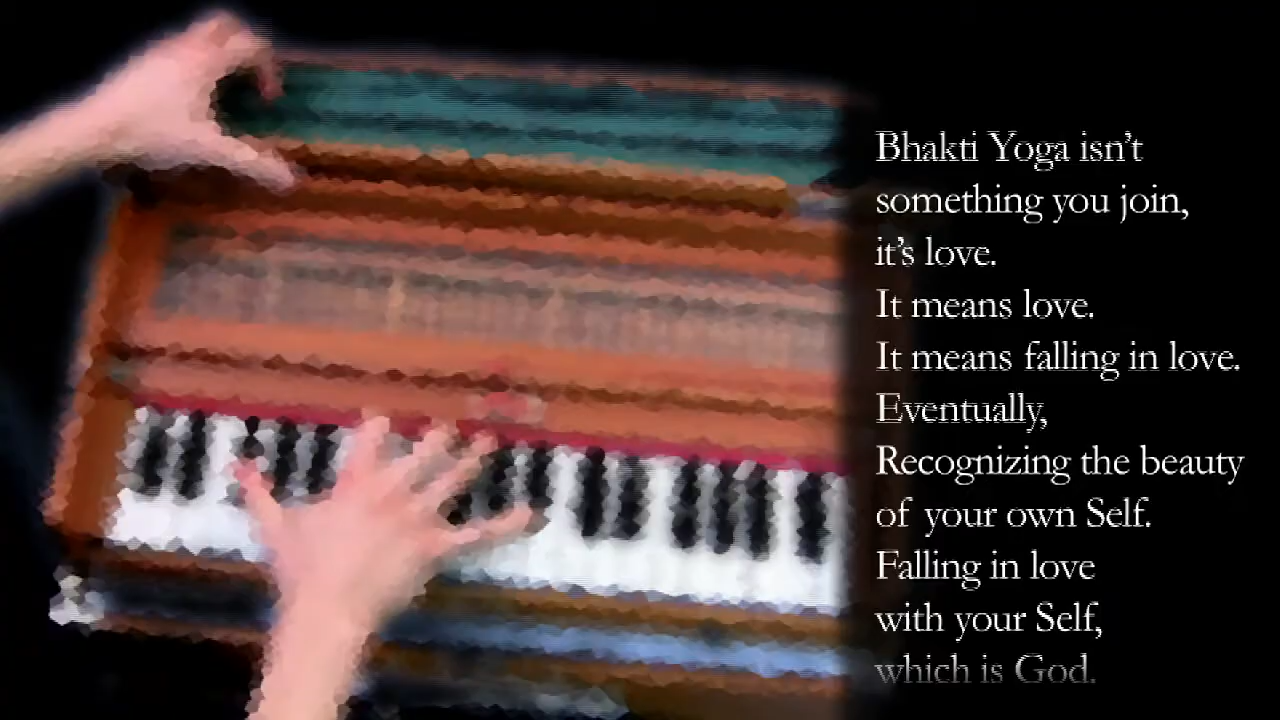 Bhakti Yoga isn’t
something you join,
it’s love.
It means love.
It means falling in love.
Eventually,
Recognizing the beauty
of your own Self.
Falling in love
with your Self,
which is God.